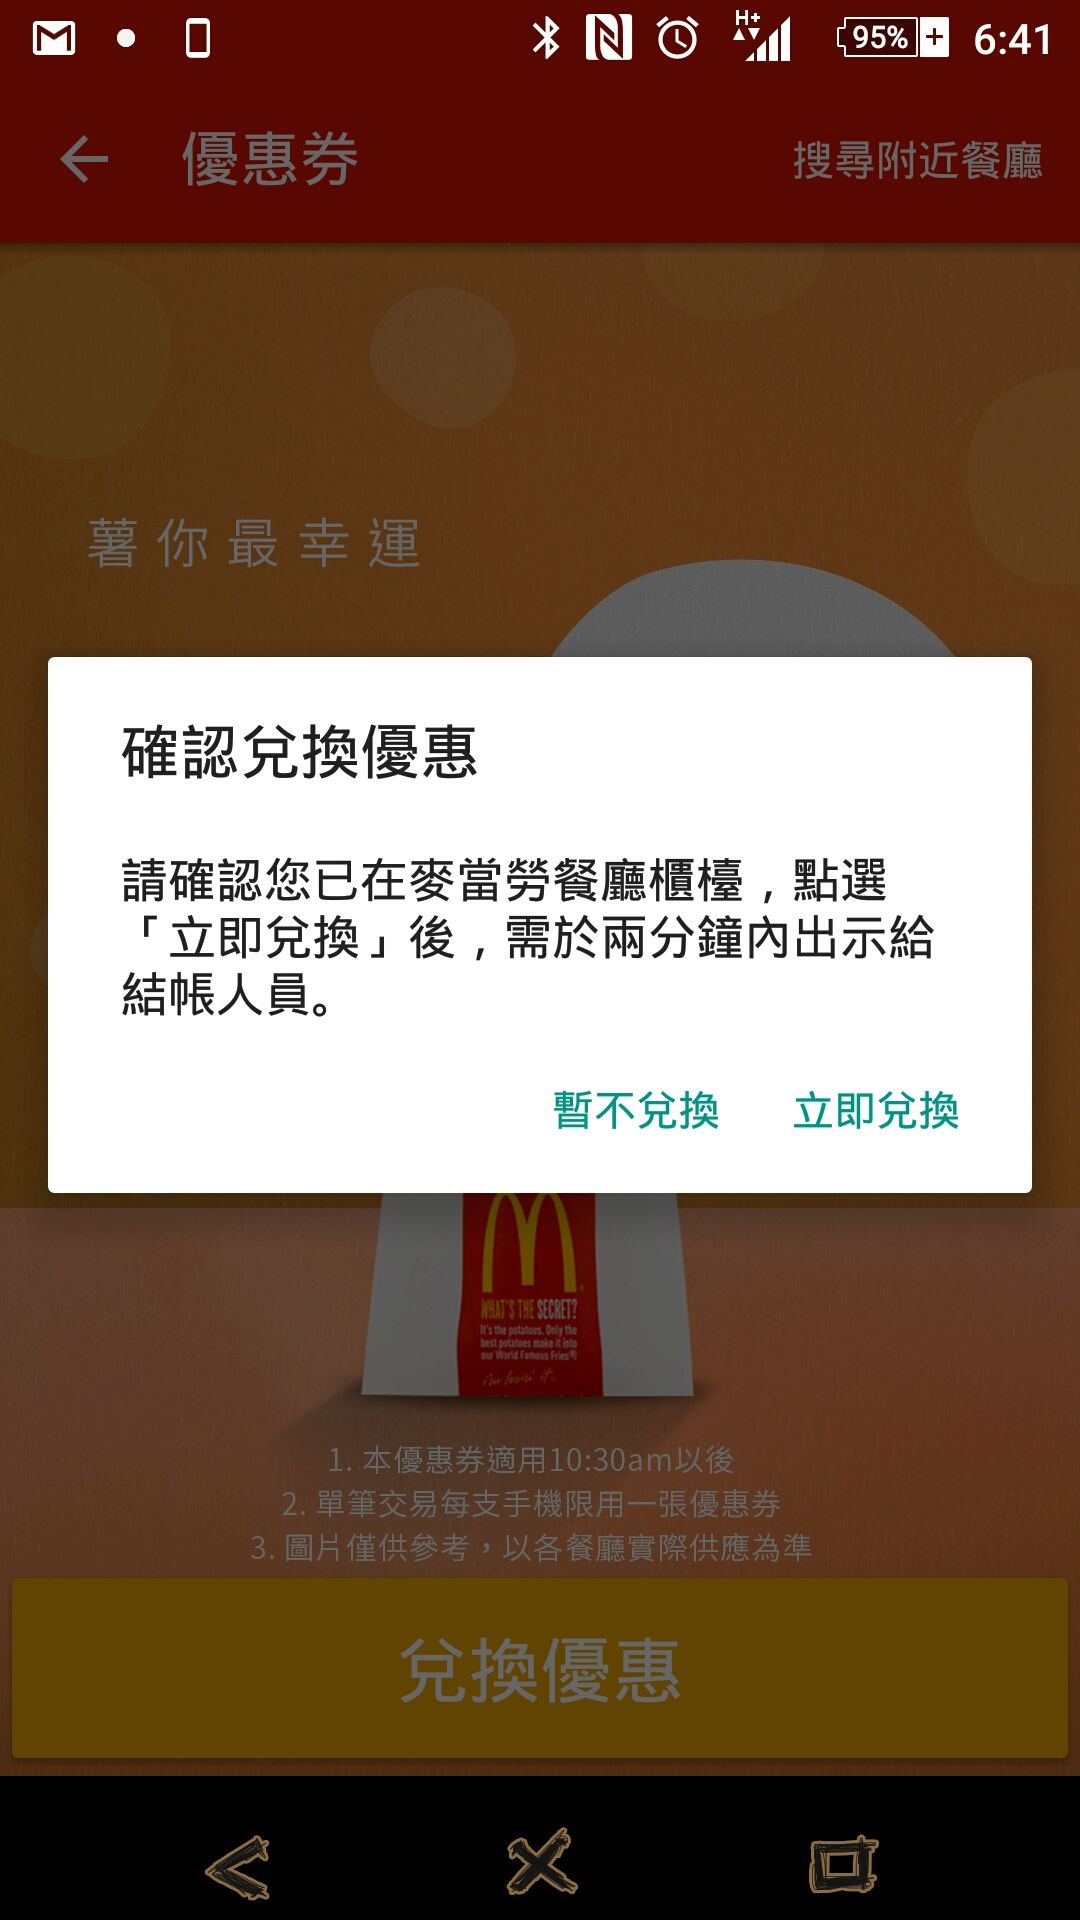 H+
95%
6:41
優惠券
搜尋附近餐廳
薯你最幸運
確認兌換優惠
請確認您已在麥當勞餐廳櫃檯，點選
「立即兌換」後，需於兩分鐘內出示給
結帳人員。
暫不兌換
立即兌換
WHAT'S THE SECRET?
It's the potatoes. Only the
best potatoes make it into
our World Famous Fries®
i'm lovin' it
1. 本優惠券適用10:30am以後
2. 單筆交易每支手機限用一張優惠券
3. 圖片僅供參考，以各餐廳實際供應為準
兌換優惠